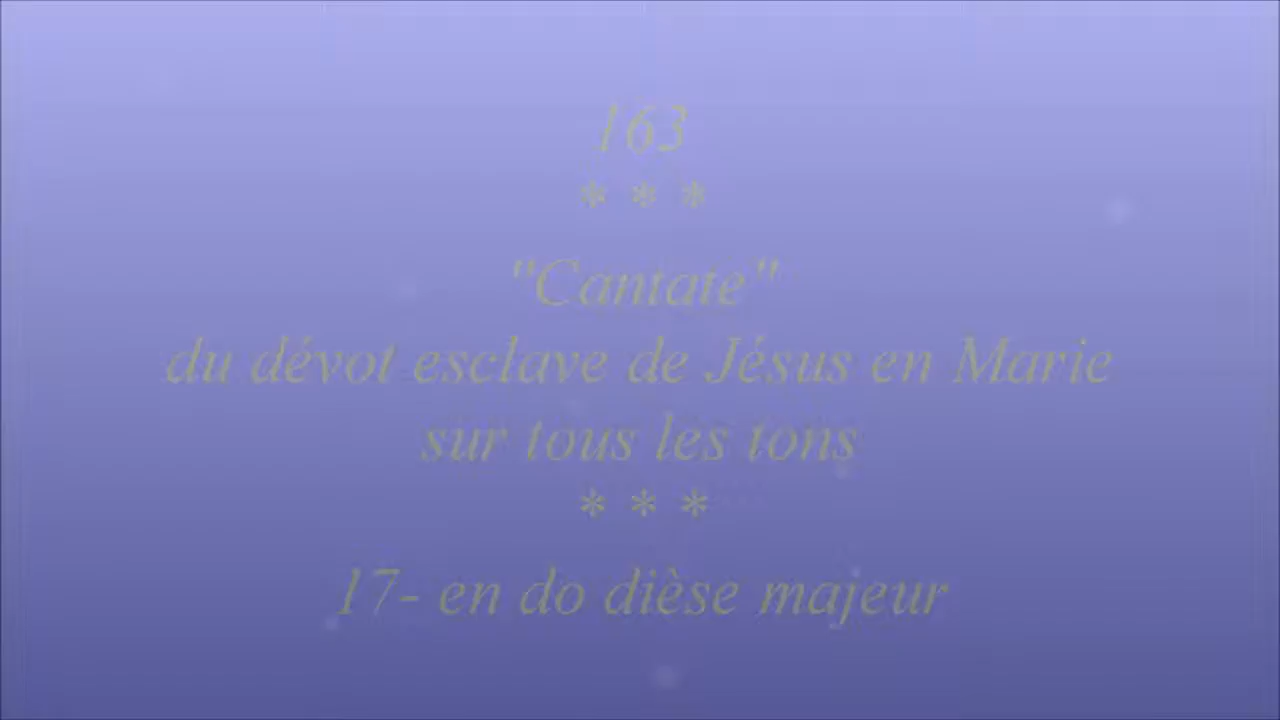 163
* * *
"Cantate"
du dévot esclave de Jésus en Marie
sur tous les tons
* * *
17- en do dièse majeur